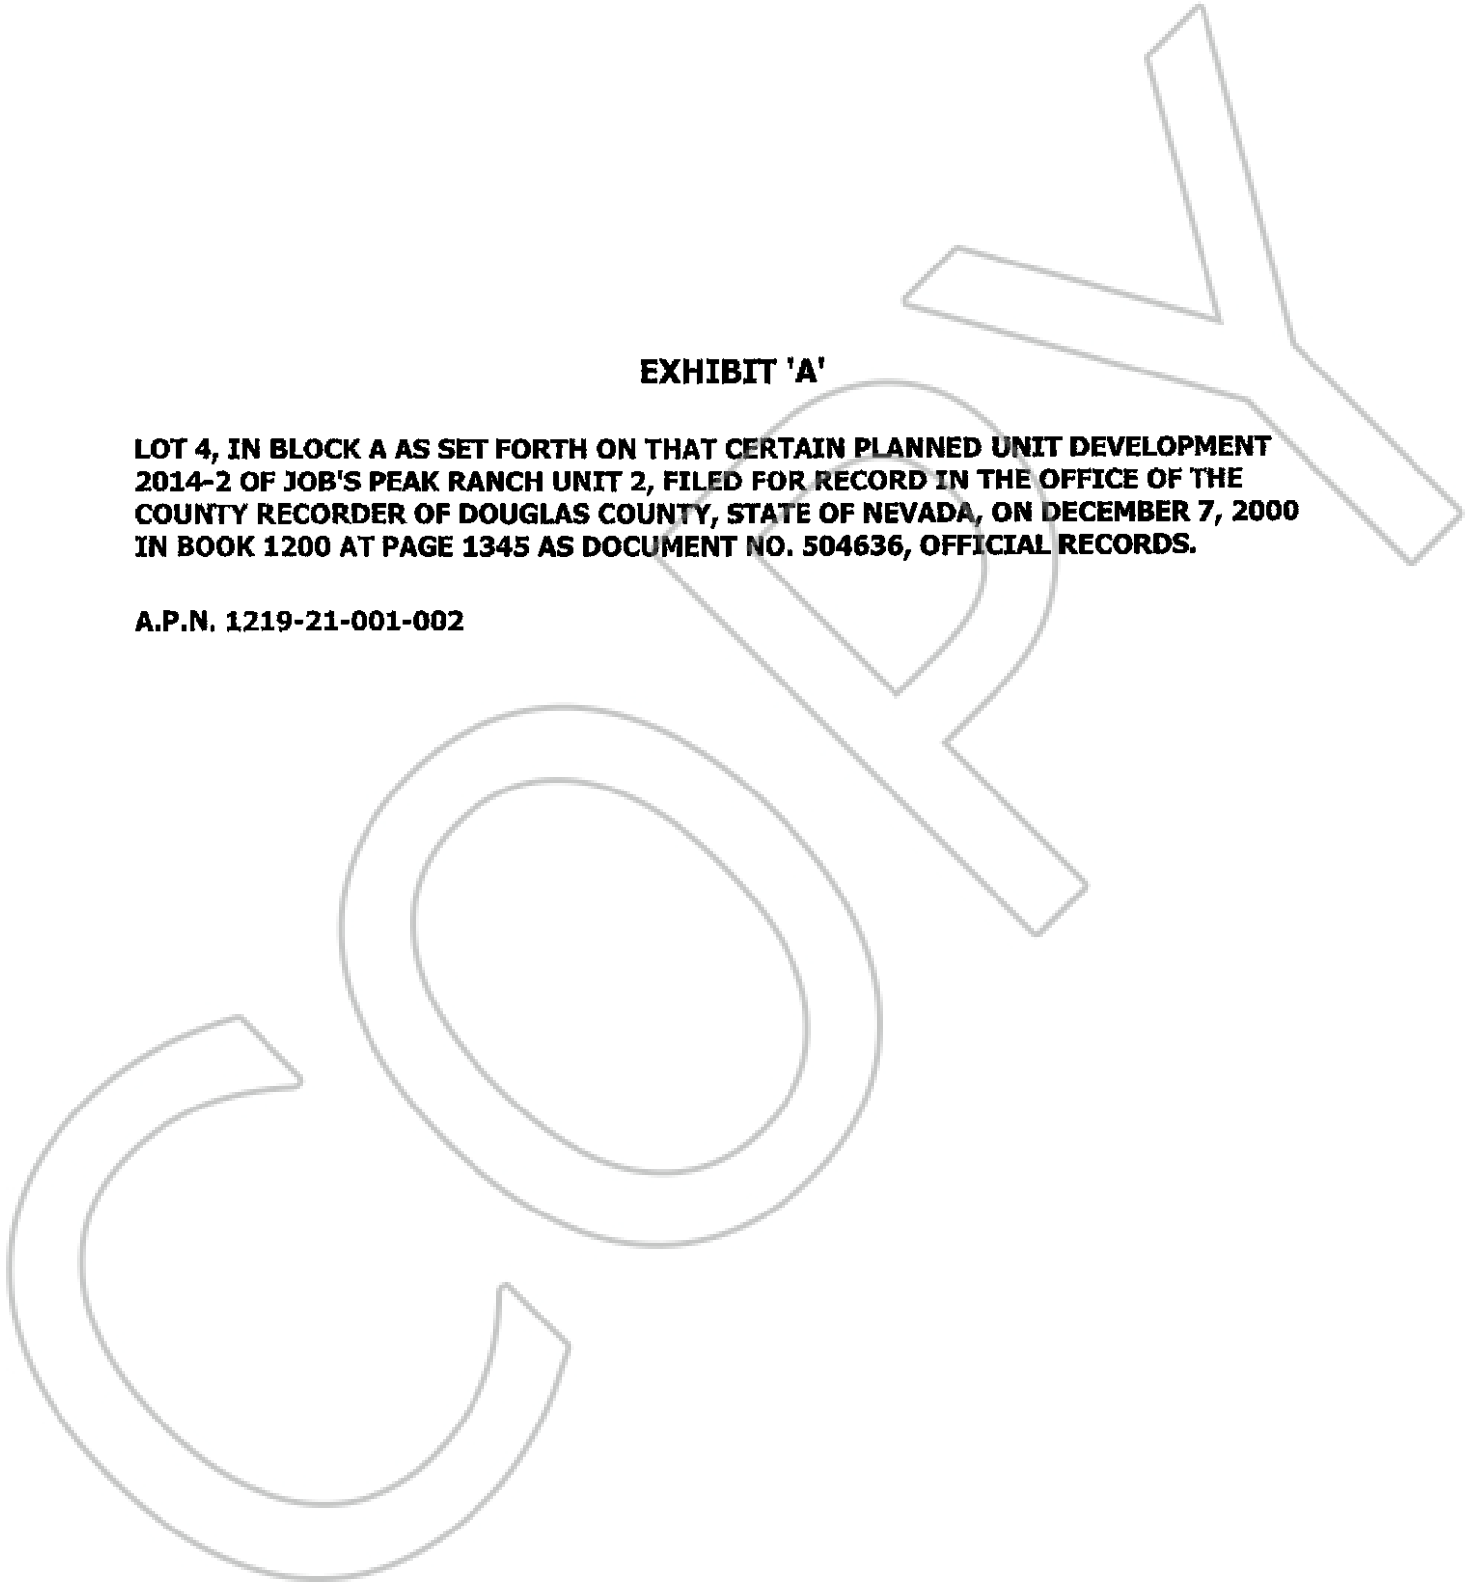 EXHIBIT 'A'
LOT 4, IN BLOCK A AS SET FORTH ON THAT CERTAIN PLANNED UNIT DEVELOPMENT
2014-2 OF JOB'S PEAK RANCH UNIT 2, FILED FOR RECORD IN THE OFFICE OF THE
COUNTY RECORDER OF DOUGLAS COUNTY, STATE OF NEVADA, ON DECEMBER 7, 2000
IN BOOK 1200 AT PAGE 1345 AS DOCUMENT NO. 504636, OFFICIAL RECORDS.
A.P.N. 1219-21-001-002
COPY